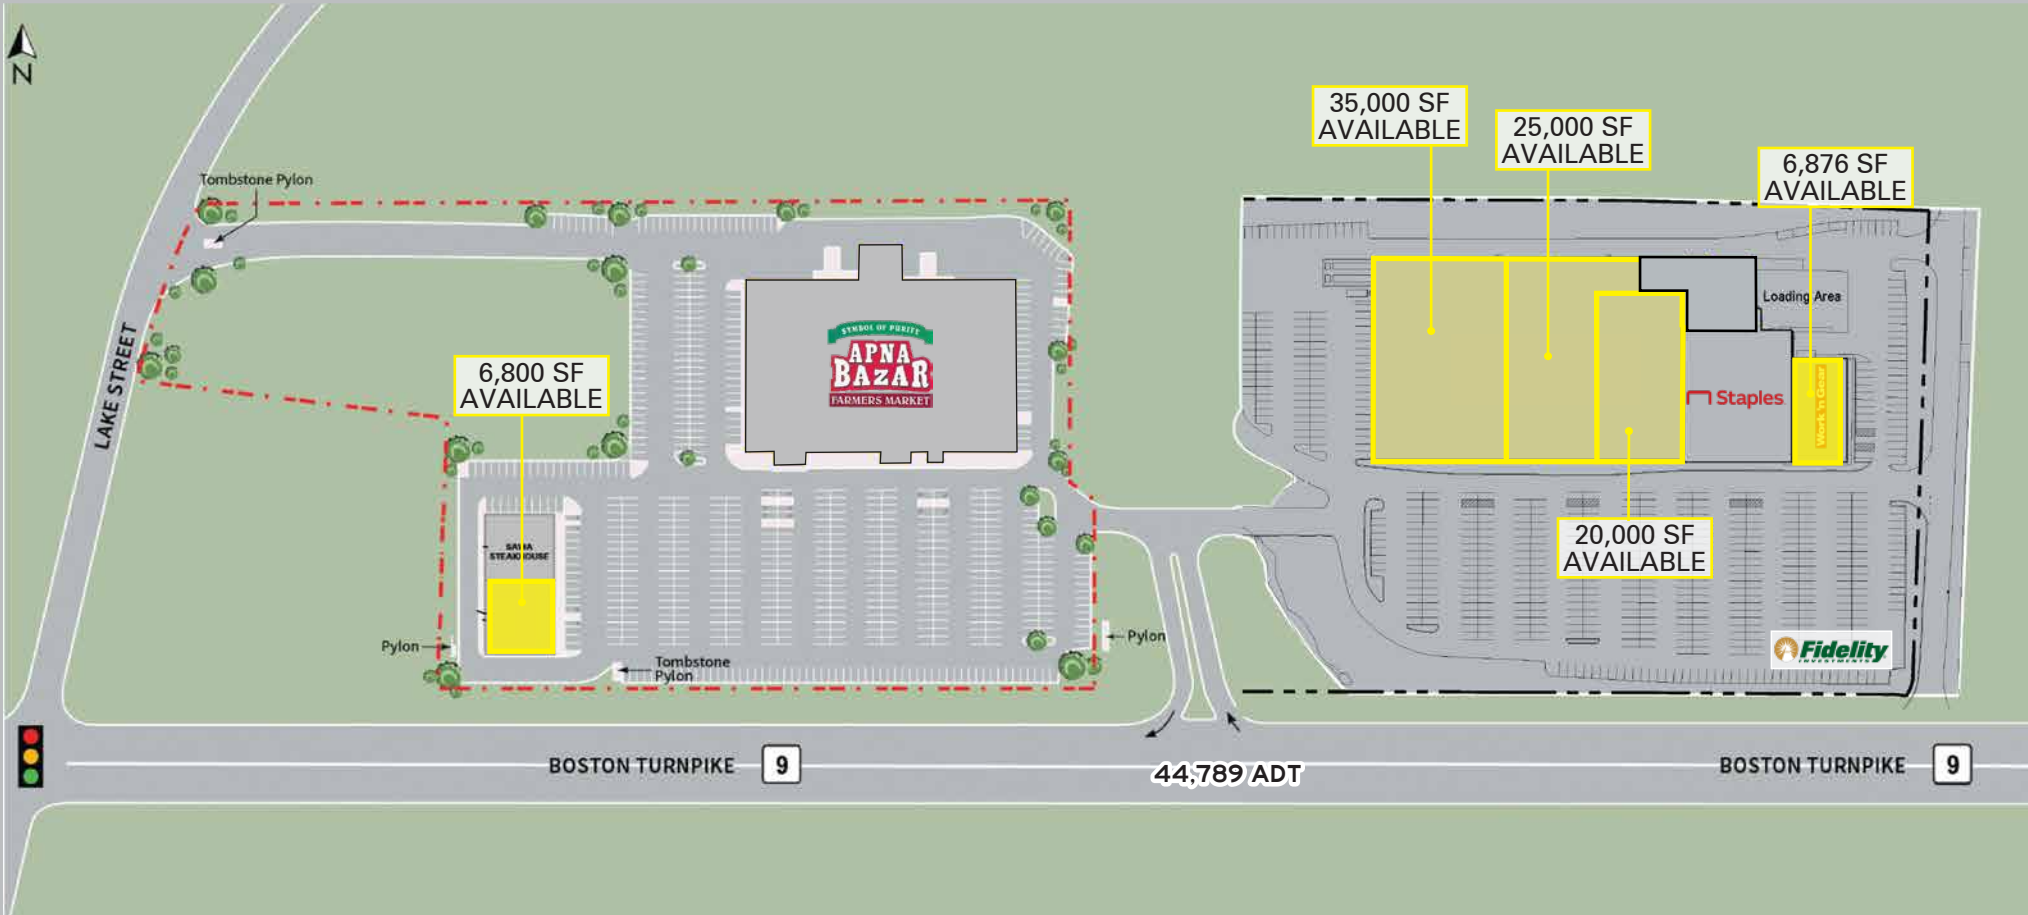 N
35,000 SF
AVAILABLE
25,000 SF
AVAILABLE
6,876 SF
AVAILABLE
Tombstone Pylon
Loading Area
LAKE STREET
SYMBOL OF PURITY
APNA
BAZAR
FARMERS MARKET
6,800 SF
AVAILABLE
Staples
Work 'n Gear
STEAKHOUSE
20,000 SF
AVAILABLE
Pylon
Tombstone
Pylon
Pylon
Fidelity
INVESTMENTS
BOSTON TURNPIKE
9
44,789 ADT
BOSTON TURNPIKE
9